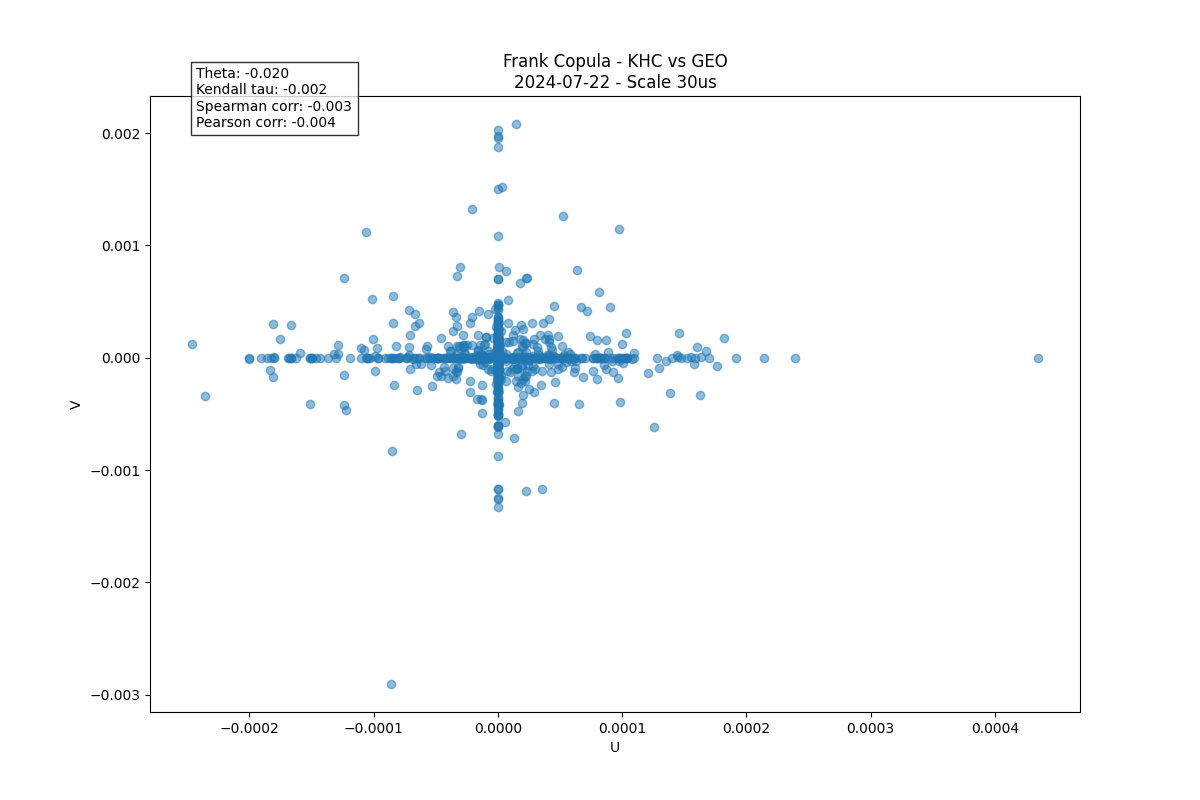 Frank Copula - KHC vs GEO
2024-07-22 - Scale 30us
Theta: -0.020
Kendall tau: -0.002
Spearman corr: -0.003
Pearson corr: -0.004
0.002
0.001
0.000
−0.001
−0.002
−0.003
V
−0.0002
−0.0001
0.0000
0.0001
0.0002
0.0003
0.0004
U